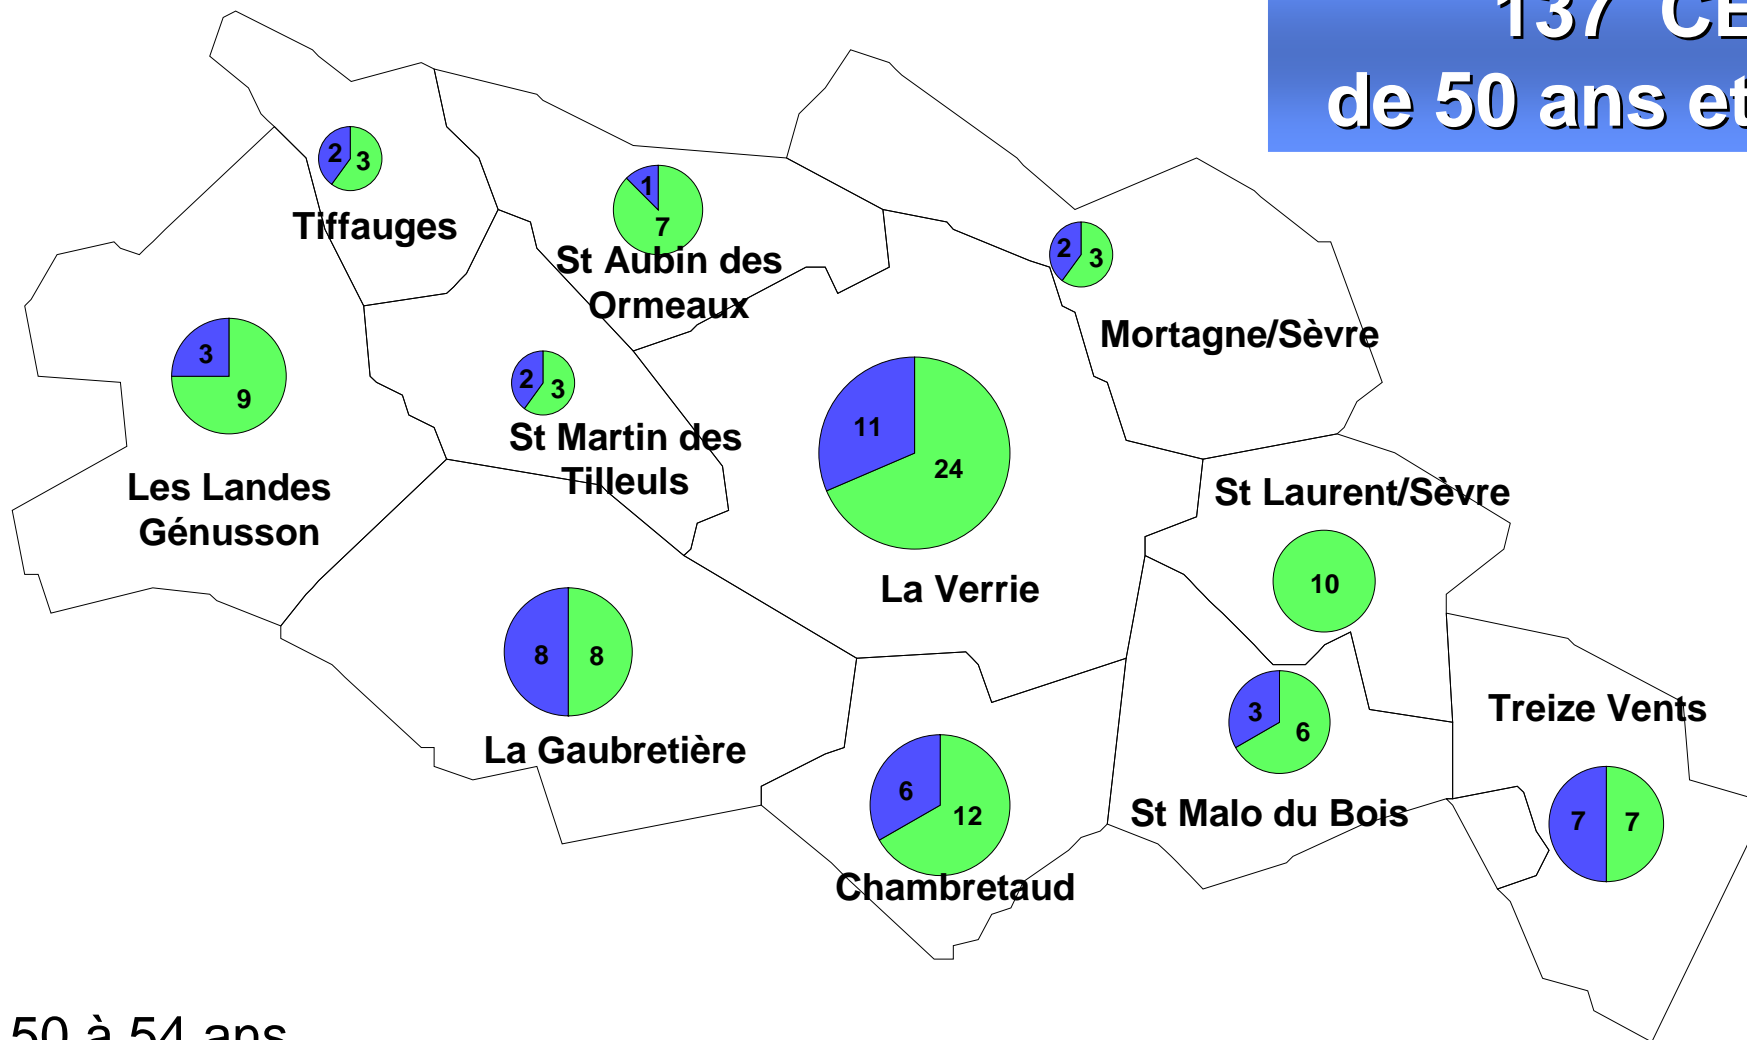 137 CE
de 50 ans et
2 3
Tiffauges
1
7
St Aubin des
Ormeaux
2 3
Mortagne/Sèvre
3
9
Les Landes
Génusson
2 3
St Martin des
Tilleuls
11
24
La Verrie
St Laurent/Sèvre
10
8 8
La Gaubretière
6
12
Chambretaud
3
6
St Malo du Bois
Treize Vents
7 7
50 à 54 ans